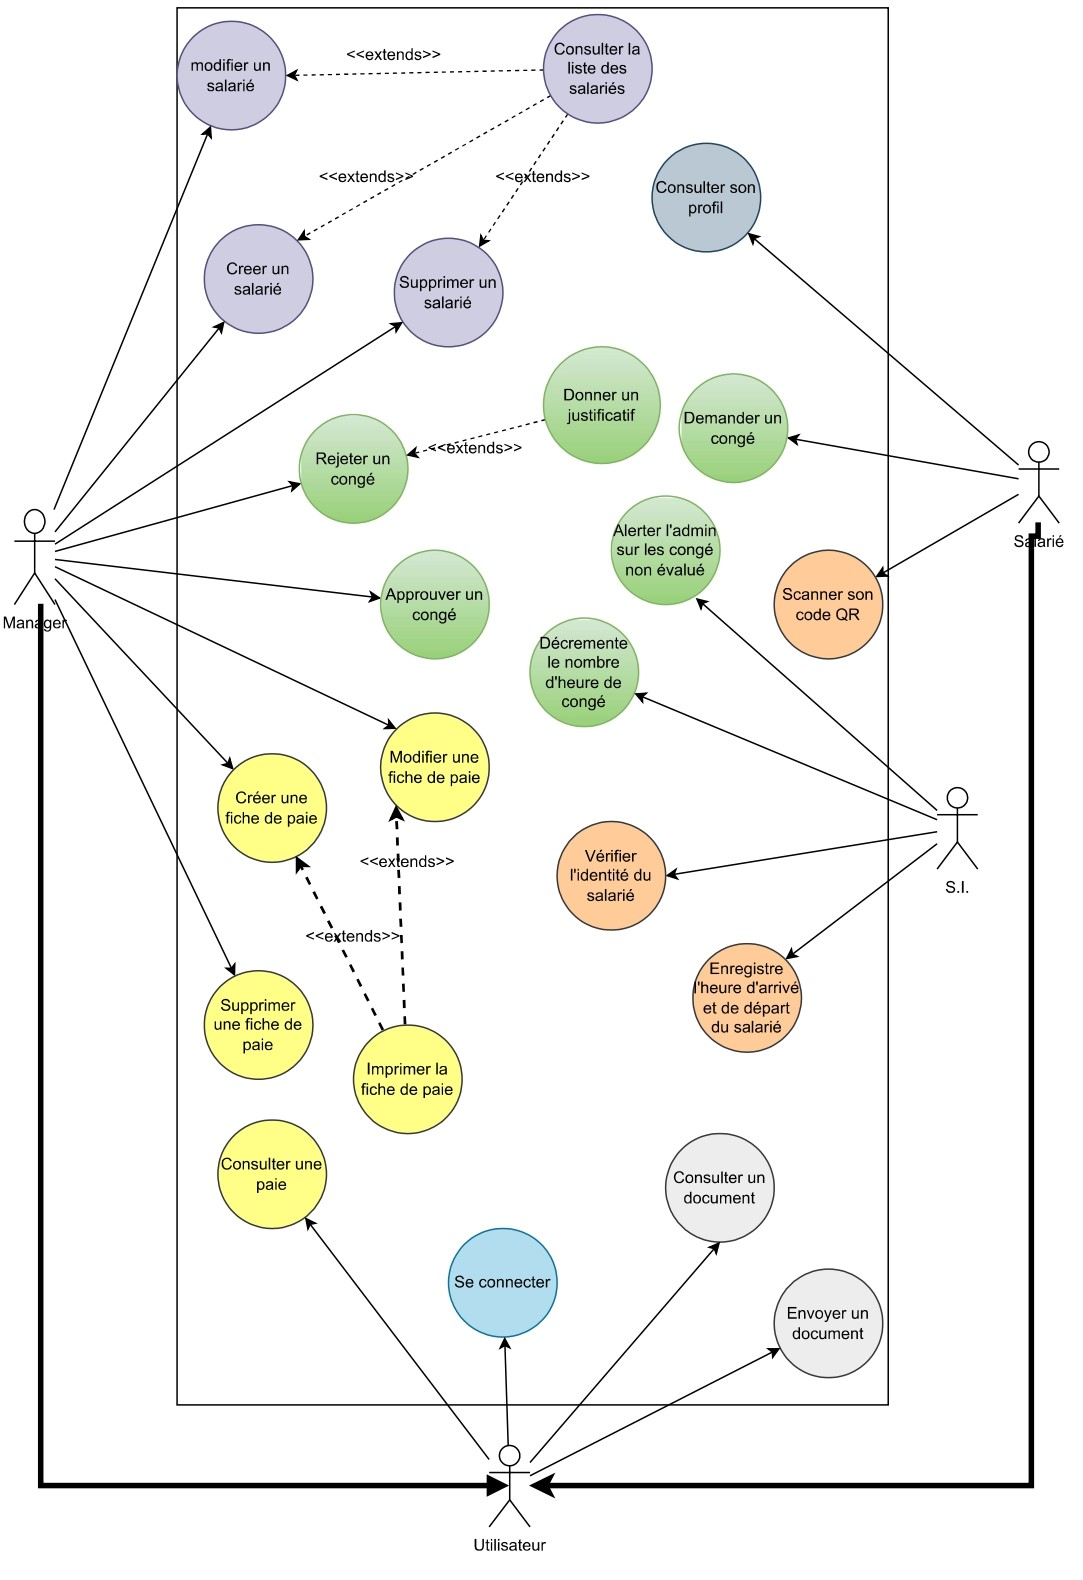 modifier un
salarié
<<extends>>
Consulter la
liste des
salariés
<<extends>>
<<extends>>
Consulter son
profil
Creer un
salarié
Supprimer un
salarié
Donner un
justificatif
Demander un
congé
Rejeter un
congé
<<extends>>
Salarié
Alerter l'admin
sur les congé
non évalué
Manager
Approuver un
congé
Scanner son
code QR
Décremente
le nombre
d'heure de
congé
Modifier une
fiche de paie
Créer une
fiche de paie
<<extends>>
Vérifier
l'identité du
salarié
S.I.
<<extends>>
Supprimer
une fiche de
paie
Enregistre
l'heure d'arrivé
et de départ
du salarié
Imprimer la
fiche de paie
Consulter une
paie
Consulter un
document
Se connecter
Envoyer un
document
Utilisateur